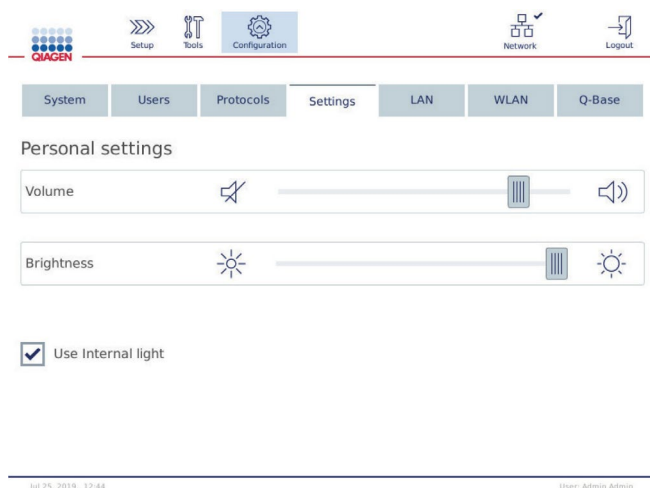 QIAGEN
Setup
Tools
Configuration
Network
Logout
System
Users
Protocols
Settings
LAN
WLAN
Q-Base
Personal settings
Volume
Brightness
Use Internal light
Jul 25, 2019 12:44
User: Admin Admin